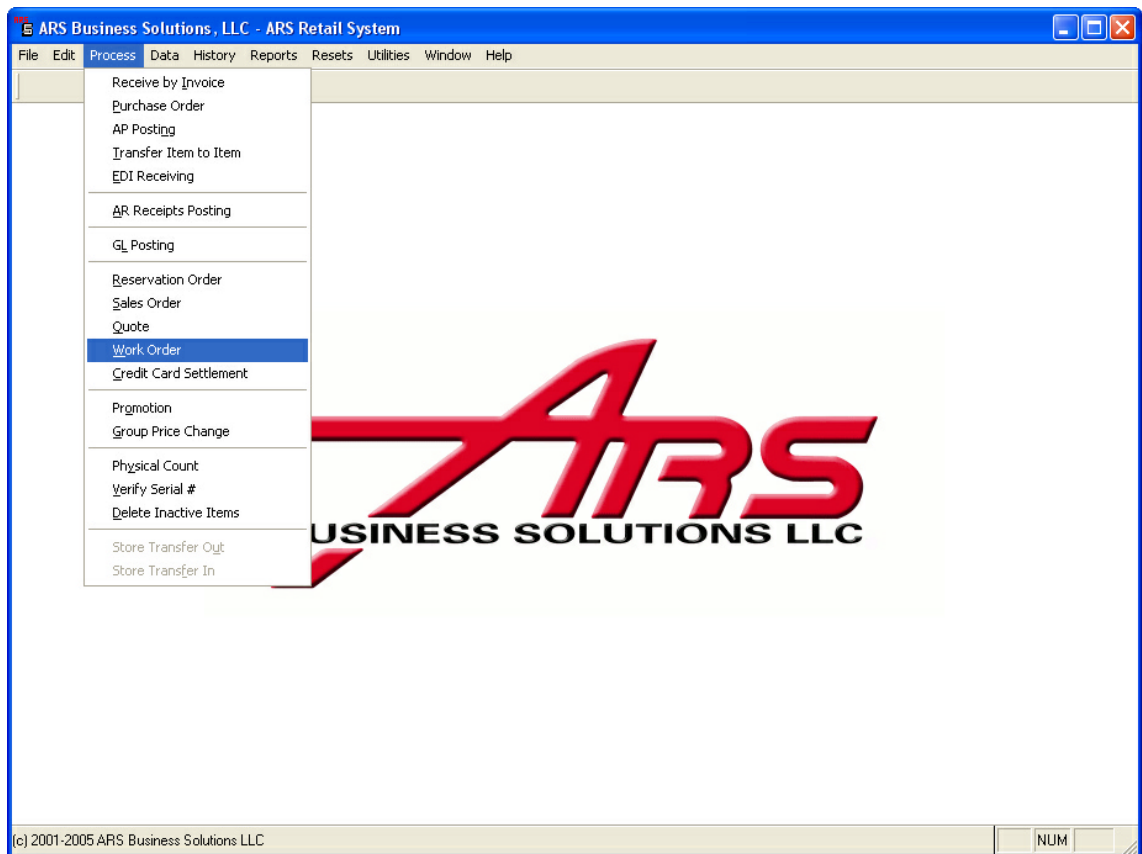 ARS Business Solutions, LLC - ARS Retail System
File Edit Process Data History Reports Resets Utilities Window Help
Receive by Invoice
Purchase Order
AP Posting
Transfer Item to Item
EDI Receiving
AR Receipts Posting
GL Posting
Reservation Order
Sales Order
Quote
Work Order
Credit Card Settlement
Promotion
Group Price Change
Physical Count
Verify Serial #
Delete Inactive Items
Store Transfer Out
Store Transfer In
ARS
USINESS SOLUTIONS LLC
(c) 2001-2005 ARS Business Solutions LLC
NUM